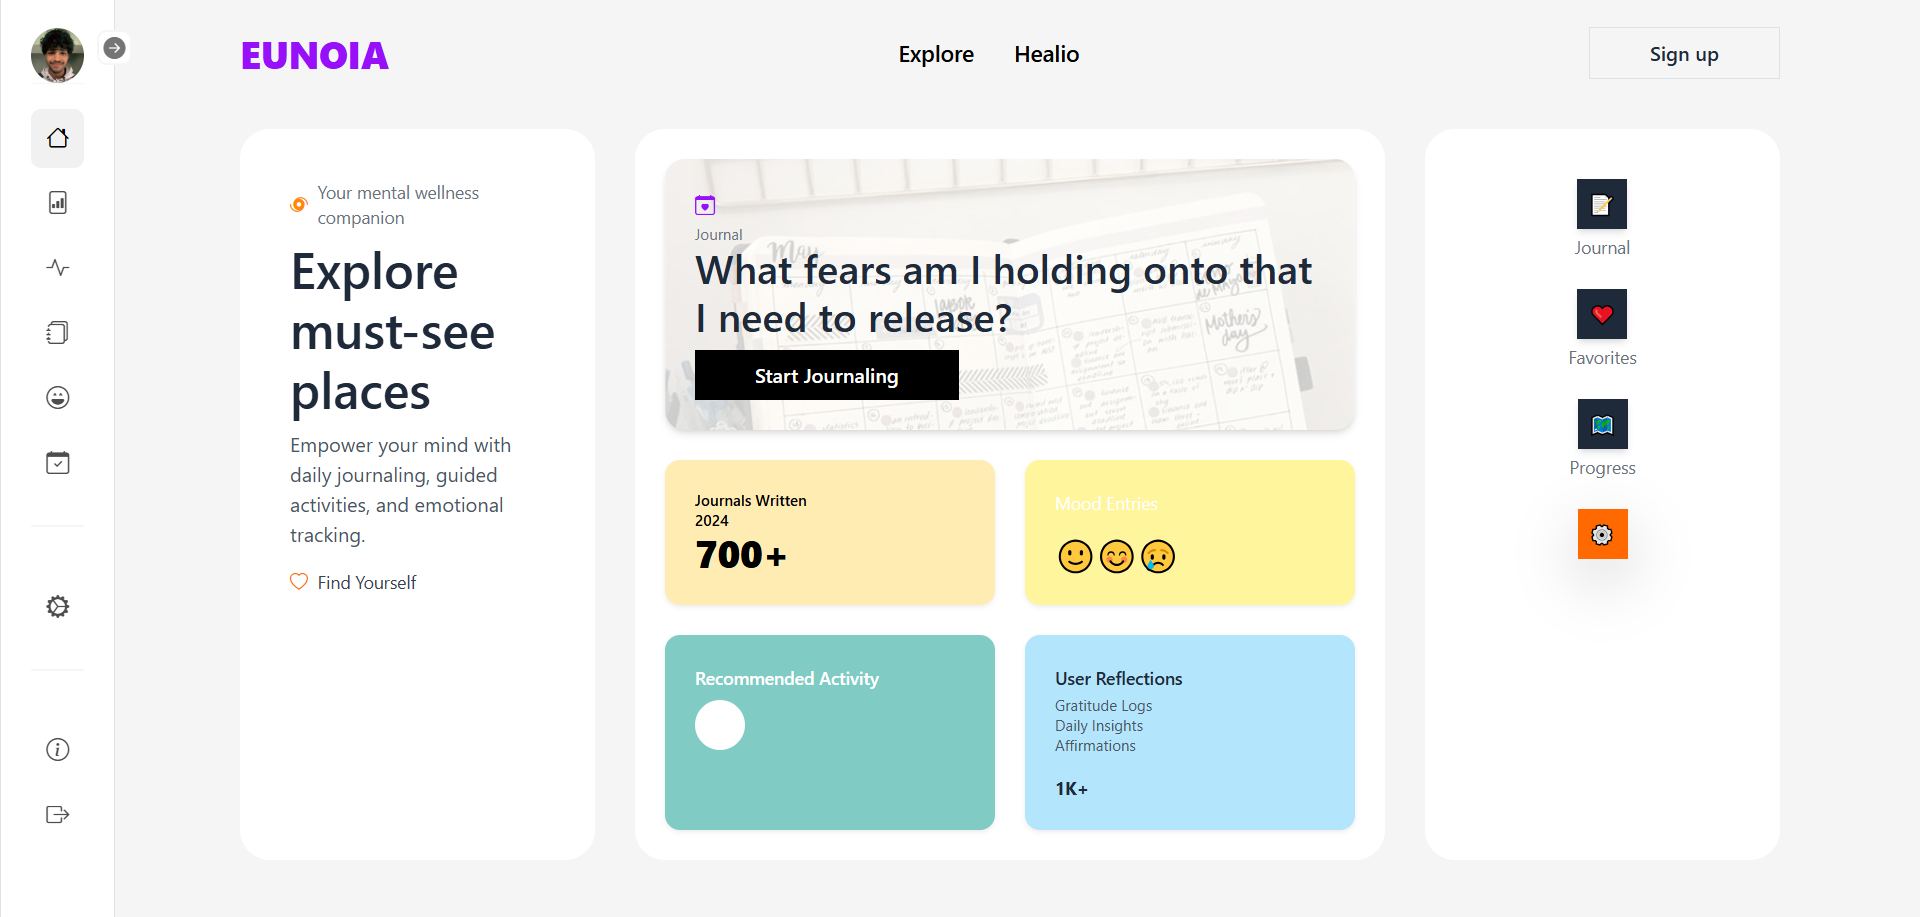 EUNOIA
Explore
Healio
Sign up
Your mental wellness
companion
Explore
must-see
places
Empower your mind with
daily journaling, guided
activities, and emotional
tracking.
Find Yourself
May
Journal
What fears am I holding onto that
I need to release?
Mother's
day
Start Journaling
Journals Written
2024
700+
Mood Entries
Recommended Activity
User Reflections
Gratitude Logs
Daily Insights
Affirmations
1K+
Journal
Favorites
Progress